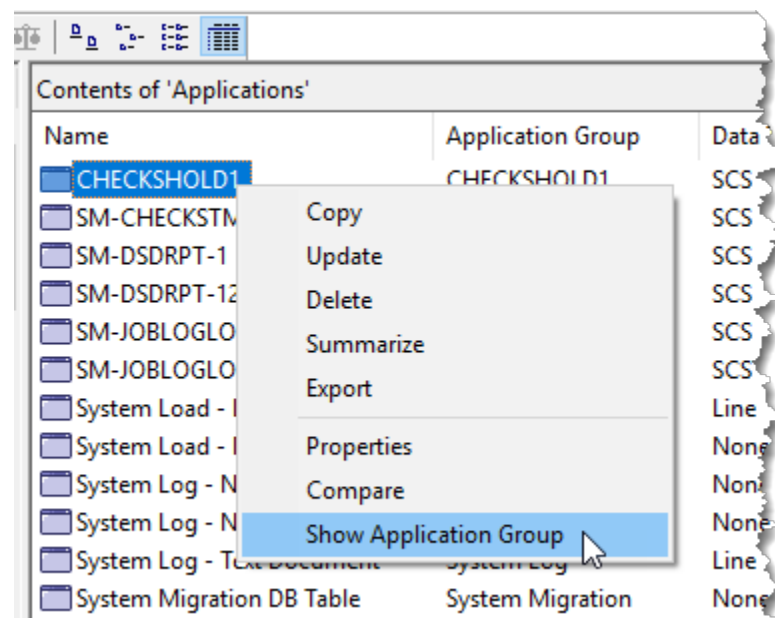 Contents of 'Applications'
Name Application Group Data
CHECKSHOLD1 CHECKSHOLD1 SCS
SM-CHECKSTM SCS
SM-DSDRPT-1 SCS
SM-DSDRPT-12 SCS
SM-JOBLOGLO SCS
SM-JOBLOGLO SCS
System Load - Line
System Load - None
System Log - N None
System Log - N None
System Log - Text Document System Log Line
System Migration DB Table System Migration None
Copy
Update
Delete
Summarize
Export
Properties
Compare
Show Application Group